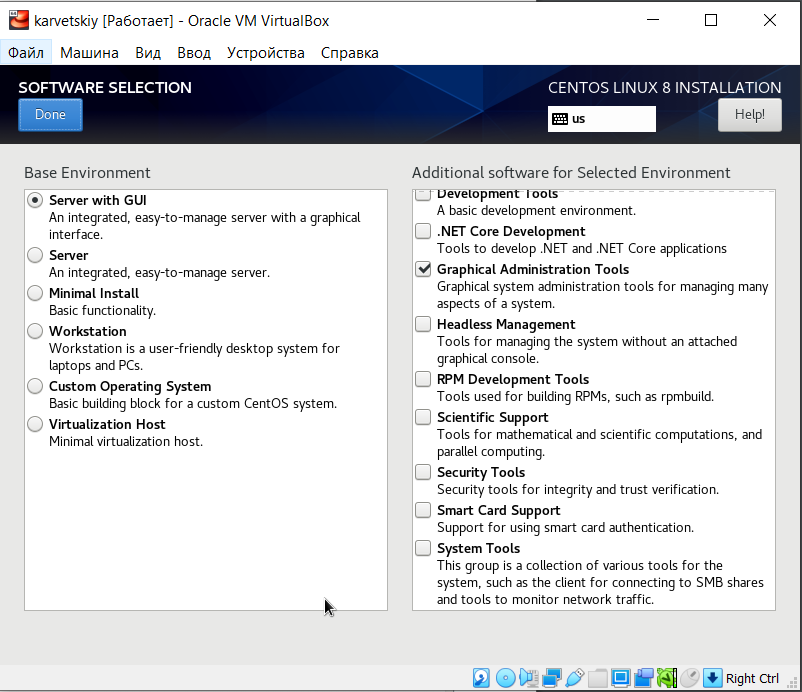 karvetskiy [Работает] - Oracle VM VirtualBox
Файл Машина Вид Ввод Устройства Справка
SOFTWARE SELECTION
CENTOS LINUX 8 INSTALLATION
Done
us
Help!
Base Environment
Server with GUI
An integrated, easy-to-manage server with a graphical
interface.
Server
An integrated, easy-to-manage server.
Minimal Install
Basic functionality.
Workstation
Workstation is a user-friendly desktop system for
laptops and PCs.
Custom Operating System
Basic building block for a custom CentOS system.
Virtualization Host
Minimal virtualization host.
Additional software for Selected Environment
Development Tools
A basic development environment.
.NET Core Development
Tools to develop .NET and .NET Core applications
Graphical Administration Tools
Graphical system administration tools for managing many
aspects of a system.
Headless Management
Tools for managing the system without an attached
graphical console.
RPM Development Tools
Tools used for building RPMs, such as rpmbuild.
Scientific Support
Tools for mathematical and scientific computations, and
parallel computing.
Security Tools
Security tools for integrity and trust verification.
Smart Card Support
Support for using smart card authentication.
System Tools
This group is a collection of various tools for the
system, such as the client for connecting to SMB shares
and tools to monitor network traffic.
Right Ctrl